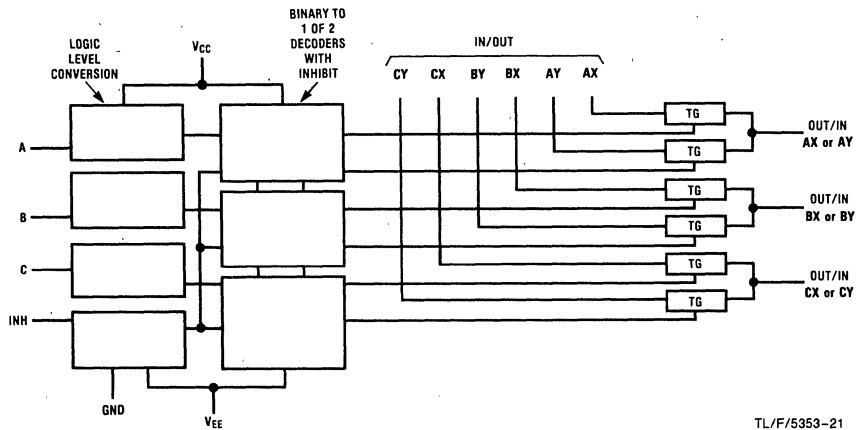 BINARY TO
1 OF 2
DECODERS
WITH
INHIBIT
LOGIC
LEVEL
CONVERSION
VCC
IN/OUT
CY CX BY BX AY AX
A
B
C
INH
GND
VEE
TG
TG
TG
TG
TG
TG
OUT/IN
AX or AY
OUT/IN
BX or BY
OUT/IN
CX or CY
TL/F/5353-21